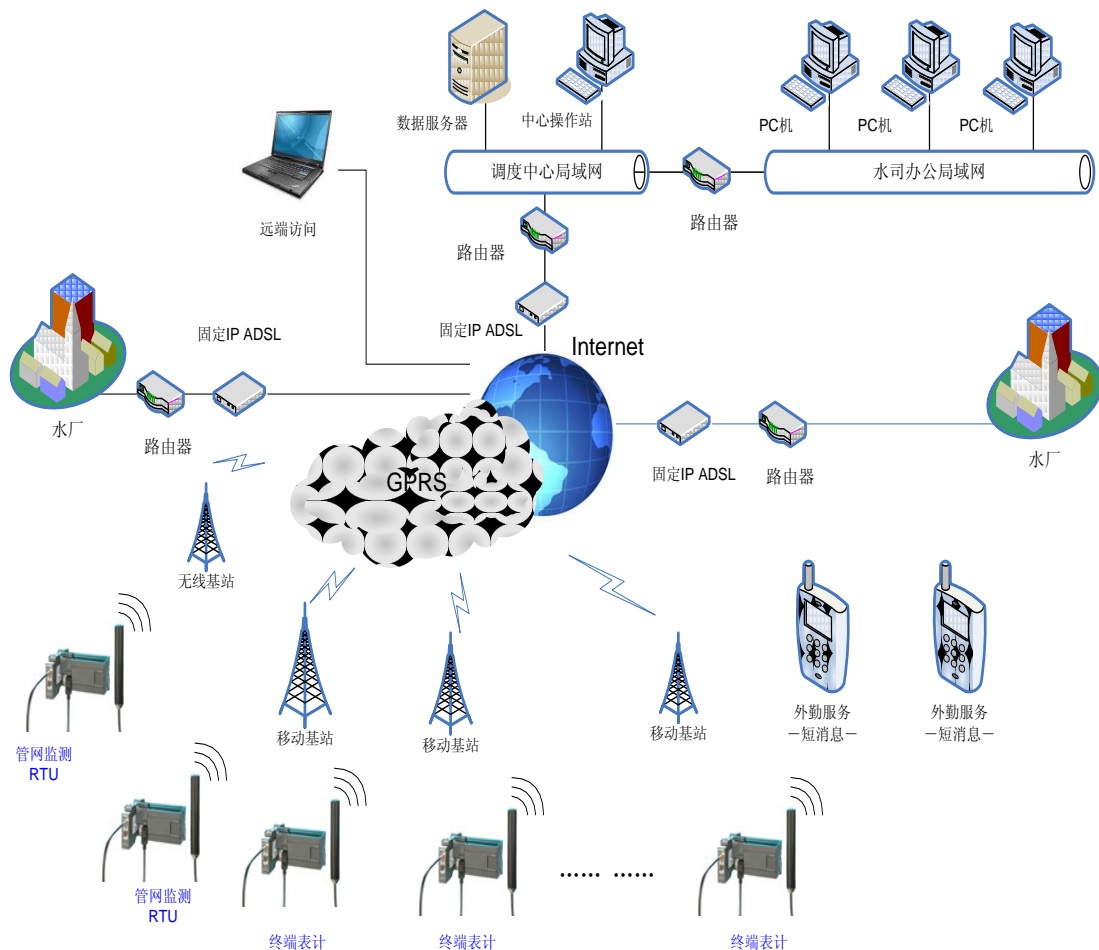 数据服务器
中心操作站
PC机
PC机
PC机
调度中心局域网
水司办公局域网
路由器
远端访问
路由器
固定IP ADSL
固定IP ADSL
Internet
水厂
路由器
GPRS
固定IP ADSL
路由器
水厂
无线基站
移动基站
移动基站
移动基站
外勤服务
－短消息－
外勤服务
－短消息－
管网监测
RTU
管网监测
RTU
…… ……
终端表计
终端表计
终端表计